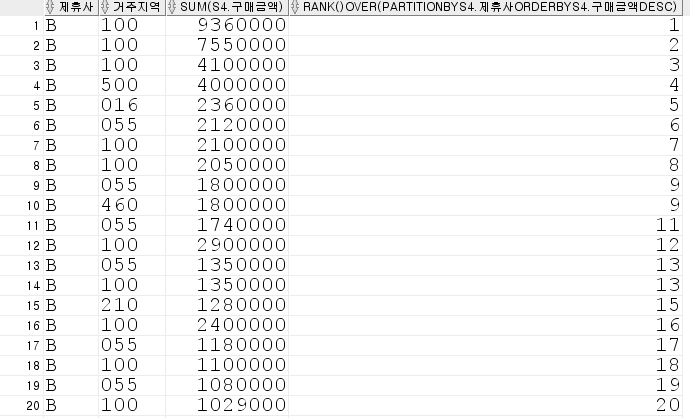 제휴사 거주지역 SUM(S4.구매금액) RANK()OVER(PARTITIONBYS4.제휴사ORDERBYS4.구매금액DESC)
1 B 100 9360000 1
2 B 100 7550000 2
3 B 100 4100000 3
4 B 500 4000000 4
5 B 016 2360000 5
6 B 055 2120000 6
7 B 100 2100000 7
8 B 100 2050000 8
9 B 055 1800000 9
10 B 460 1800000 9
11 B 055 1740000 11
12 B 100 2900000 12
13 B 055 1350000 13
14 B 100 1350000 13
15 B 210 1280000 15
16 B 100 2400000 16
17 B 055 1180000 17
18 B 100 1100000 18
19 B 055 1080000 19
20 B 100 1029000 20